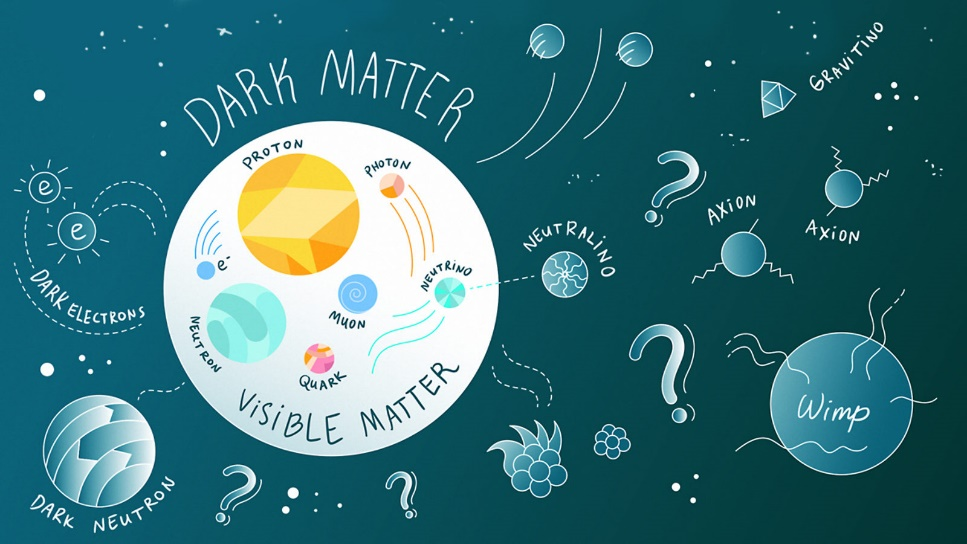 DARK MATTER
GRAVITINO
PROTON
PHOTON
e
e
DARK ELECTRONS
e-
NEUTRINO
NEUTRALINO
AXION
AXION
MUON
NEUTRON
QUARK
VISIBLE MATTER
Wimp
DARK NEUTRON
?
?
?
?